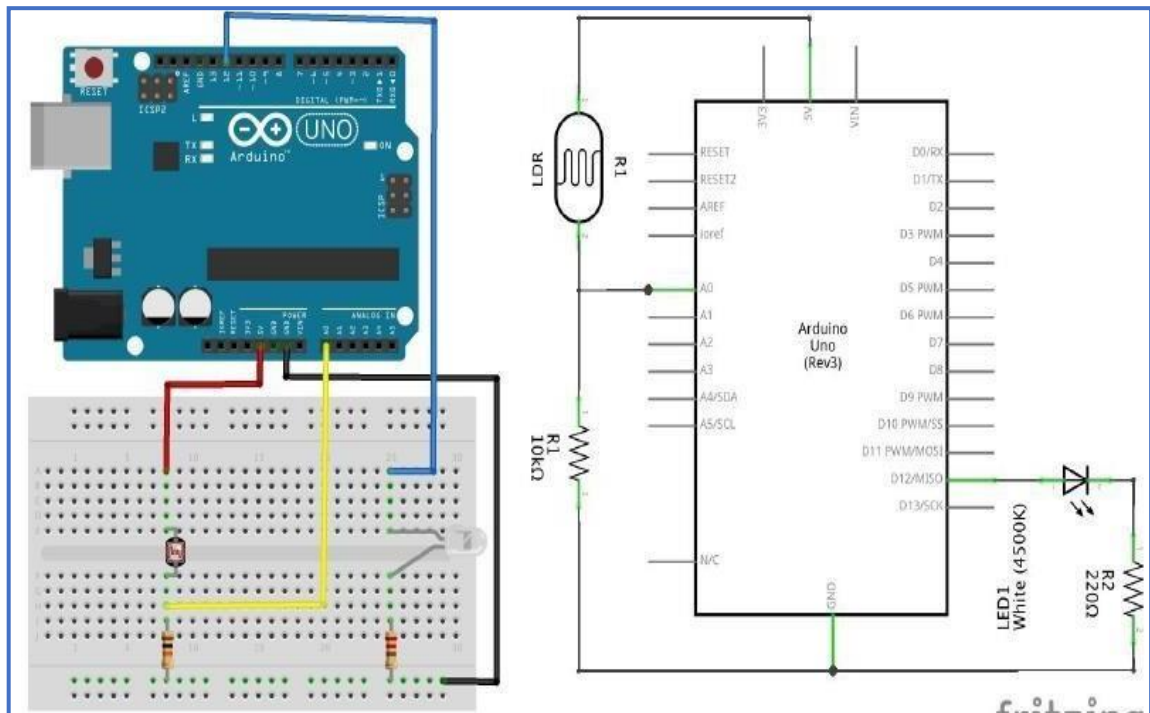 RESET
ICSP2
AREF
GND
13
12
~11
~10
~9
8
7
~6
~5
4
~3
2
TX0►1
RX0◄0
DIGITAL (PWM=~)
L
TX
RX
UNO
Arduino™
ON
ICSP
POWER
ANALOG IN
IOREF
RESET
3V3
5V
GND
GND
VIN
A0
A1
A2
A3
A4
A5
3V3
5V
VIN
LDR
R1
RESET
RESET2
AREF
ioref
A0
A1
A2
A3
A4/SDA
A5/SCL
N/C
D0/RX
D1/TX
D2
D3 PWM
D4
D5 PWM
D6 PWM
D7
D8
D9 PWM
D10 PWM/SS
D11 PWM/MOSI
D12/MISO
D13/SCK
Arduino
Uno
(Rev3)
GND
R1
10kΩ
LED1
White (4500K)
R2
220Ω